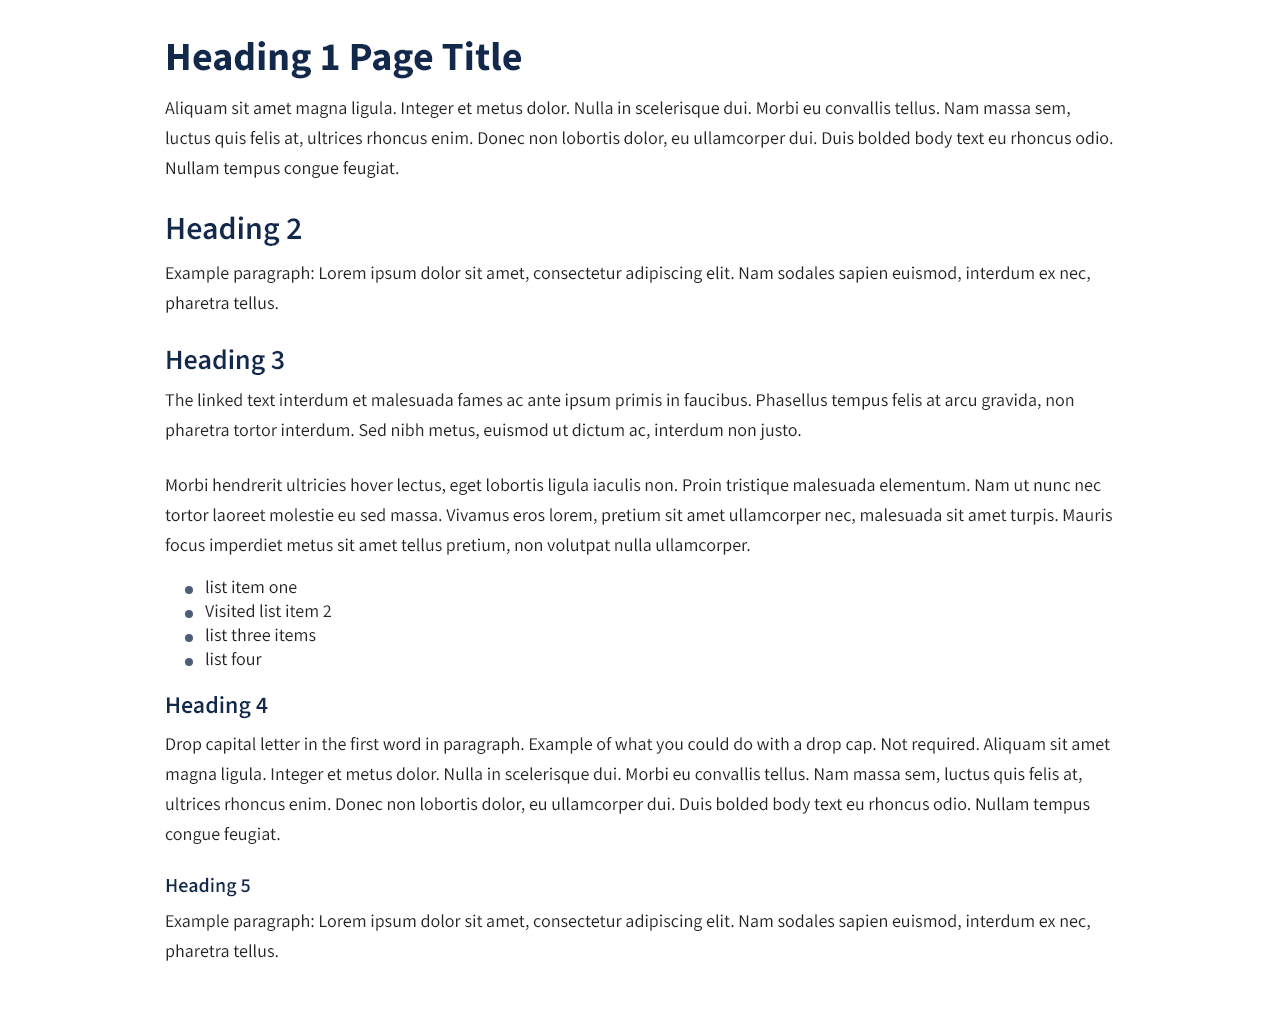 Heading 1 Page Title
Aliquam sit amet magna ligula. Integer et metus dolor. Nulla in scelerisque dui. Morbi eu convallis tellus. Nam massa sem,
luctus quis felis at, ultrices rhoncus enim. Donec non lobortis dolor, eu ullamcorper dui. Duis bolded body text eu rhoncus odio.
Nullam tempus congue feugiat.
Heading 2
Example paragraph: Lorem ipsum dolor sit amet, consectetur adipiscing elit. Nam sodales sapien euismod, interdum ex nec,
pharetra tellus.
Heading 3
The linked text interdum et malesuada fames ac ante ipsum primis in faucibus. Phasellus tempus felis at arcu gravida, non
pharetra tortor interdum. Sed nibh metus, euismod ut dictum ac, interdum non justo.
Morbi hendrerit ultricies hover lectus, eget lobortis ligula iaculis non. Proin tristique malesuada elementum. Nam ut nunc nec
tortor laoreet molestie eu sed massa. Vivamus eros lorem, pretium sit amet ullamcorper nec, malesuada sit amet turpis. Mauris
focus imperdiet metus sit amet tellus pretium, non volutpat nulla ullamcorper.
list item one
Visited list item 2
list three items
list four
Heading 4
Drop capital letter in the first word in paragraph. Example of what you could do with a drop cap. Not required. Aliquam sit amet
magna ligula. Integer et metus dolor. Nulla in scelerisque dui. Morbi eu convallis tellus. Nam massa sem, luctus quis felis at,
ultrices rhoncus enim. Donec non lobortis dolor, eu ullamcorper dui. Duis bolded body text eu rhoncus odio. Nullam tempus
congue feugiat.
Heading 5
Example paragraph: Lorem ipsum dolor sit amet, consectetur adipiscing elit. Nam sodales sapien euismod, interdum ex nec,
pharetra tellus.